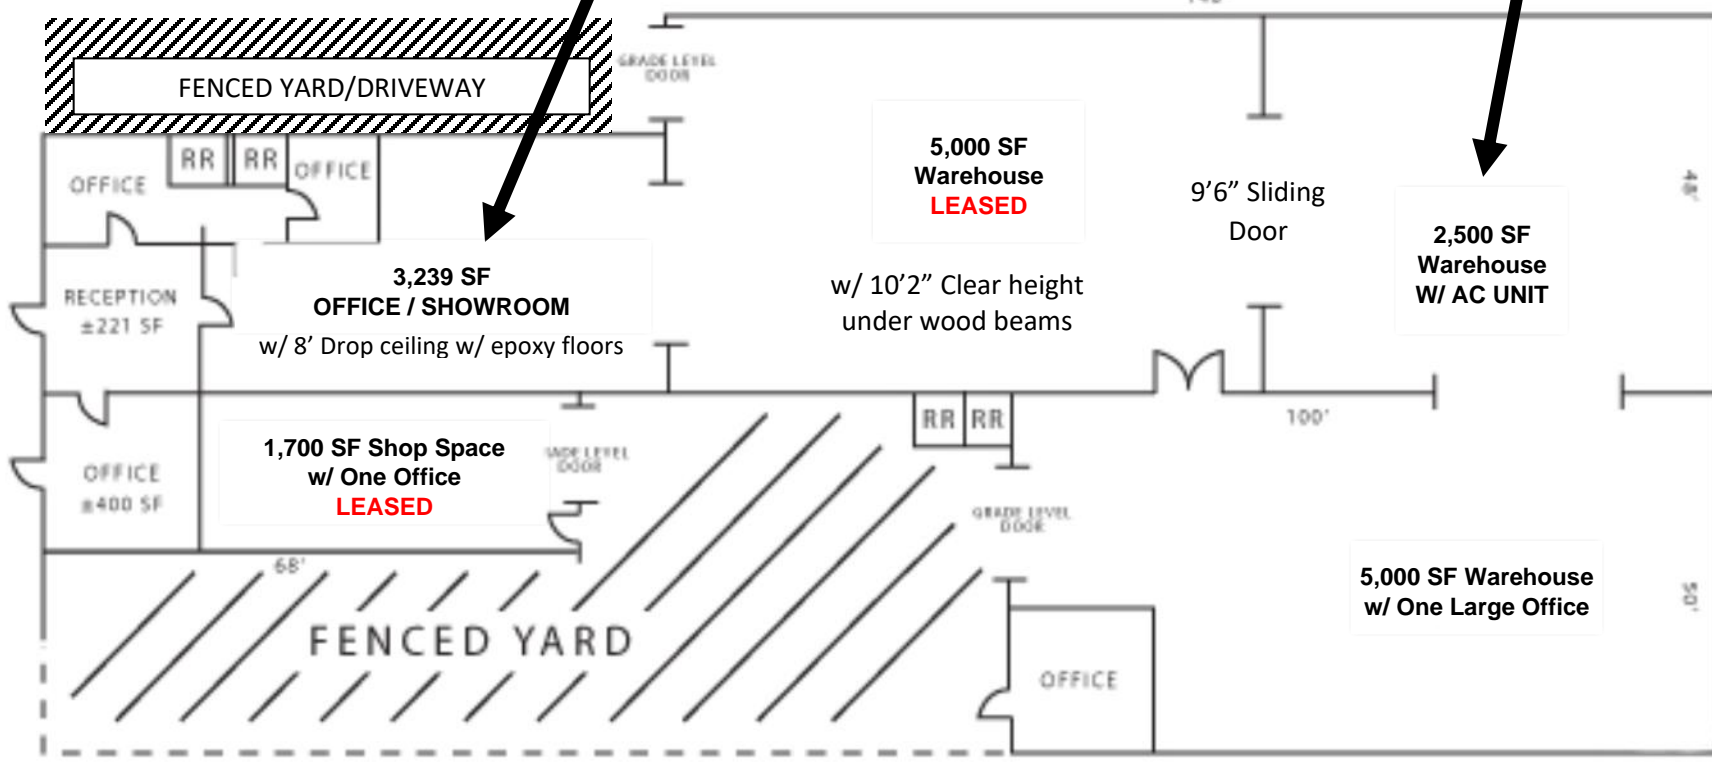 FENCED YARD/DRIVEWAY
GRADE LEVEL
DOOR
RR
RR
OFFICE
OFFICE
5,000 SF
Warehouse
LEASED
9’6” Sliding
Door
48'
2,500 SF
Warehouse
W/ AC UNIT
3,239 SF
OFFICE / SHOWROOM
w/ 8’ Drop ceiling w/ epoxy floors
RECEPTION
±221 SF
w/ 10’2” Clear height
under wood beams
RR
RR
100'
1,700 SF Shop Space
w/ One Office
LEASED
DOOR
OFFICE
±400 SF
GRADE LEVEL
DOOR
68'
5,000 SF Warehouse
w/ One Large Office
50'
FENCED YARD
OFFICE